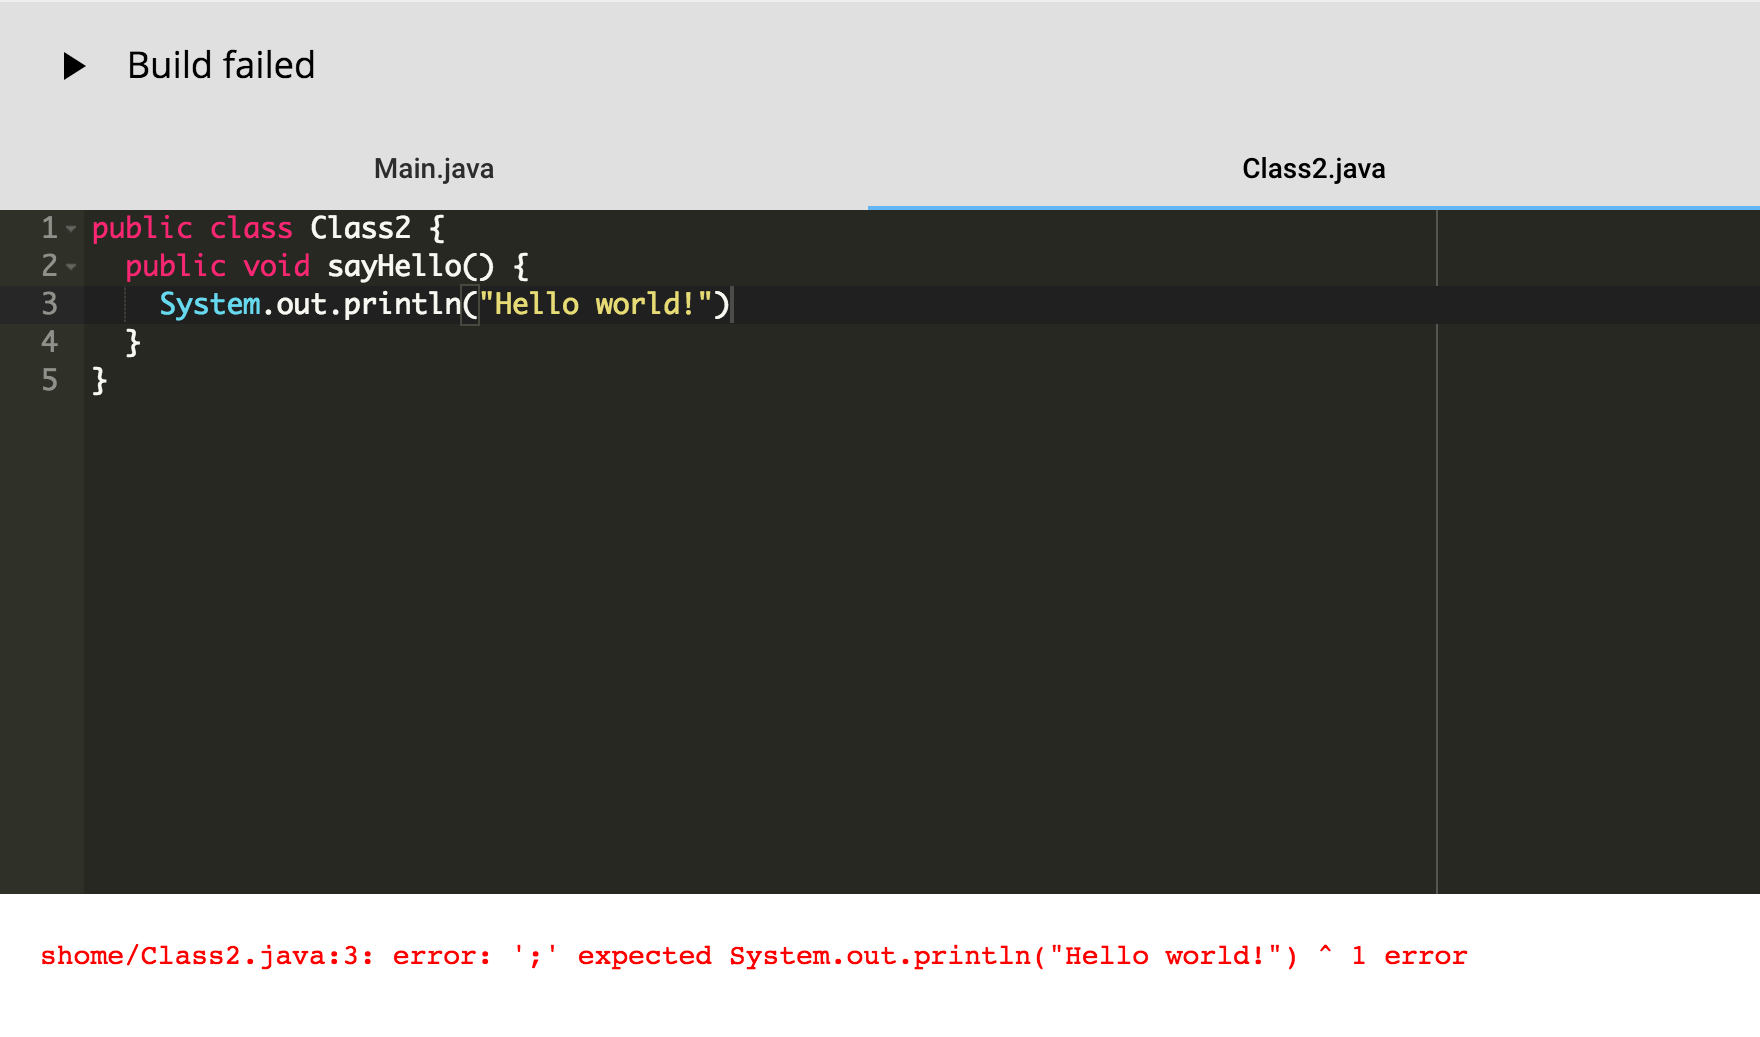 Build failed
Main.java
Class2.java
1 public class Class2 {
2   public void sayHello() {
3     System.out.println("Hello world!")
4   }
5 }
shome/Class2.java:3: error: ';' expected System.out.println("Hello world!") ^ 1 error